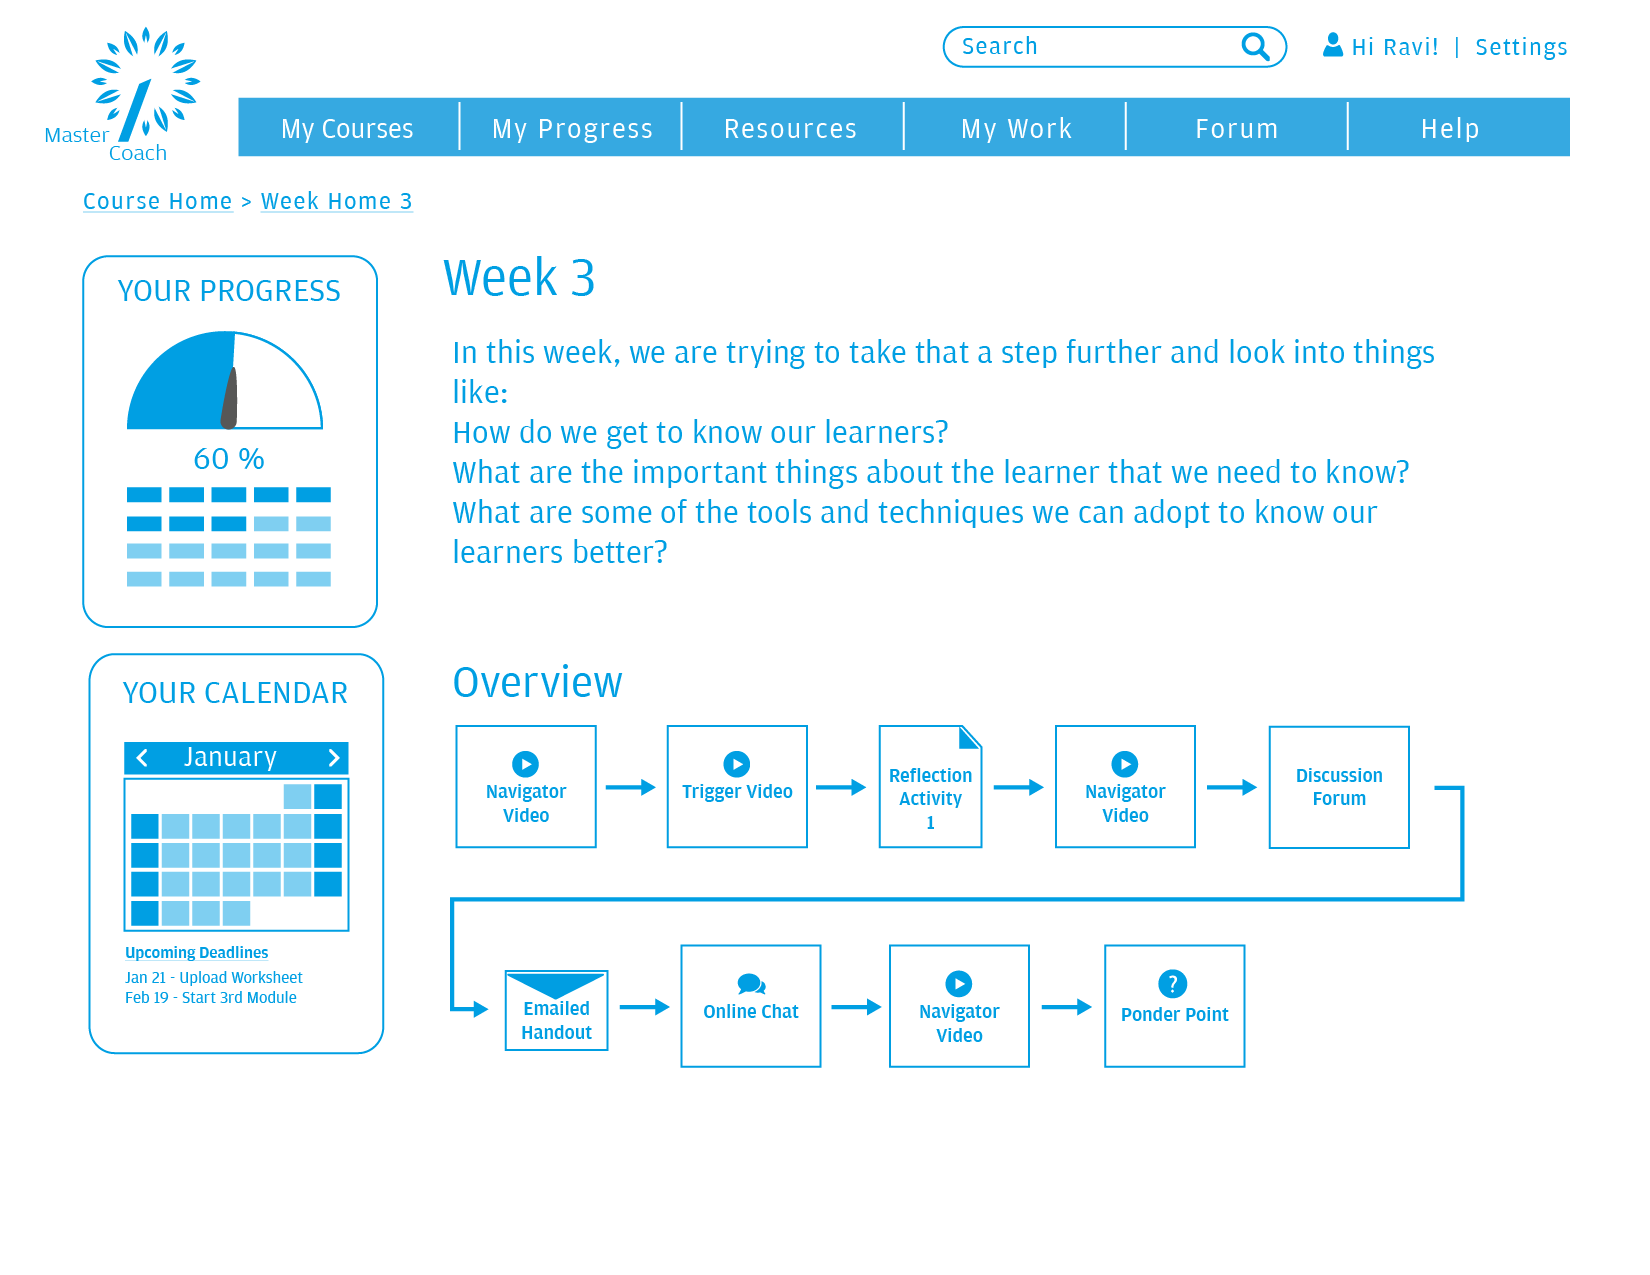 Search
Hi Ravi! | Settings
Master
Coach
My Courses
My Progress
Resources
My Work
Forum
Help
Course Home > Week Home 3
YOUR PROGRESS
60 %
YOUR CALENDAR
January
Upcoming Deadlines
Jan 21 - Upload Worksheet
Feb 19 - Start 3rd Module
Week 3
In this week, we are trying to take that a step further and look into things
like:
How do we get to know our learners?
What are the important things about the learner that we need to know?
What are some of the tools and techniques we can adopt to know our
learners better?
Overview
Navigator
Video
Trigger Video
Reflection
Activity
1
Navigator
Video
Discussion
Forum
Emailed
Handout
Online Chat
Navigator
Video
?
Ponder Point